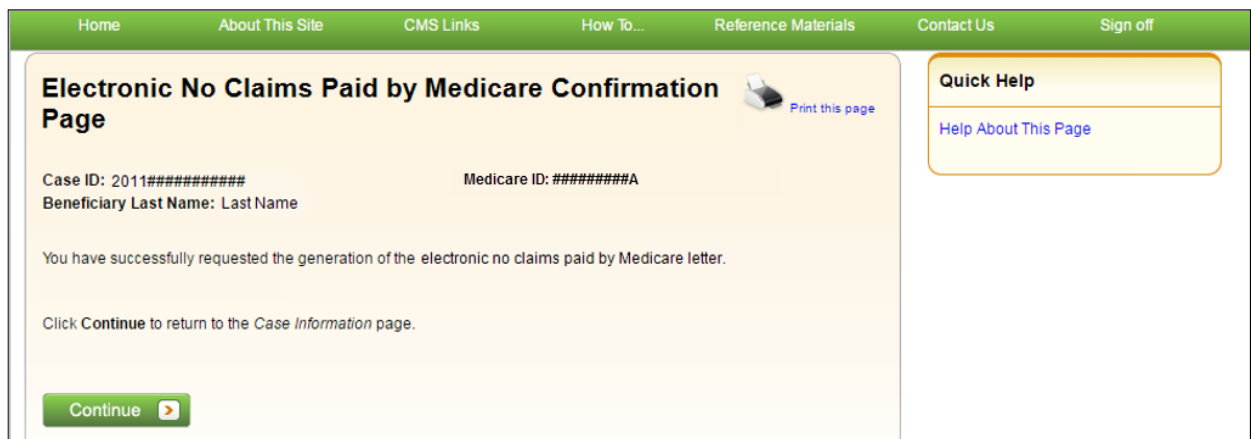 Home About This Site CMS Links How To... Reference Materials Contact Us Sign off
Electronic No Claims Paid by Medicare Confirmation
Page
Print this page
Quick Help
Help About This Page
Case ID: 2011########### Medicare ID: #########A
Beneficiary Last Name: Last Name
You have successfully requested the generation of the electronic no claims paid by Medicare letter.
Click Continue to return to the Case Information page.
Continue